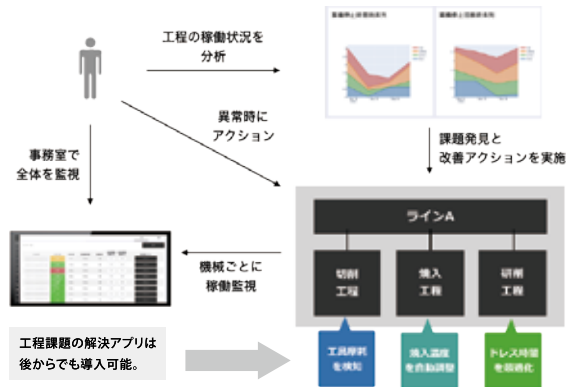 工程の稼働状況を
分析
異常時に
アクション
事務室で
全体を監視
課題発見と
改善アクションを実施
ラインA
機械ごとに
稼働監視
切削
工程
焼入
工程
研削
工程
工具摩耗
を検知
焼入温度
を自動調整
ドレス時間
を最適化
工程課題の解決アプリは
後からでも導入可能。